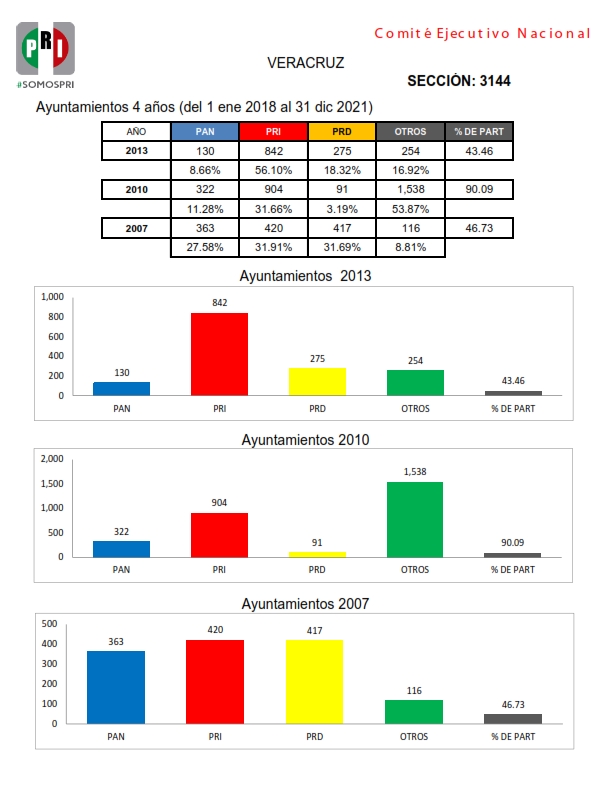 Comité Ejecutivo Nacional
PRI
#SOMOSPRI
VERACRUZ
SECCIÓN: 3144
Ayuntamientos 4 años (del 1 ene 2018 al 31 dic 2021)
AÑO PAN PRI PRD OTROS % DE PART
2013 130 842 275 254 43.46
8.66% 56.10% 18.32% 16.92%
2010 322 904 91 1,538 90.09
11.28% 31.66% 3.19% 53.87%
2007 363 420 417 116 46.73
27.58% 31.91% 31.69% 8.81%
Ayuntamientos 2013
1,000
800
600
400
200
0
130 842 275 254 43.46
PAN PRI PRD OTROS % DE PART
Ayuntamientos 2010
2,000
1,500
1,000
500
0
322 904 91 1,538 90.09
PAN PRI PRD OTROS % DE PART
Ayuntamientos 2007
500
400
300
200
100
0
363 420 417 116 46.73
PAN PRI PRD OTROS % DE PART